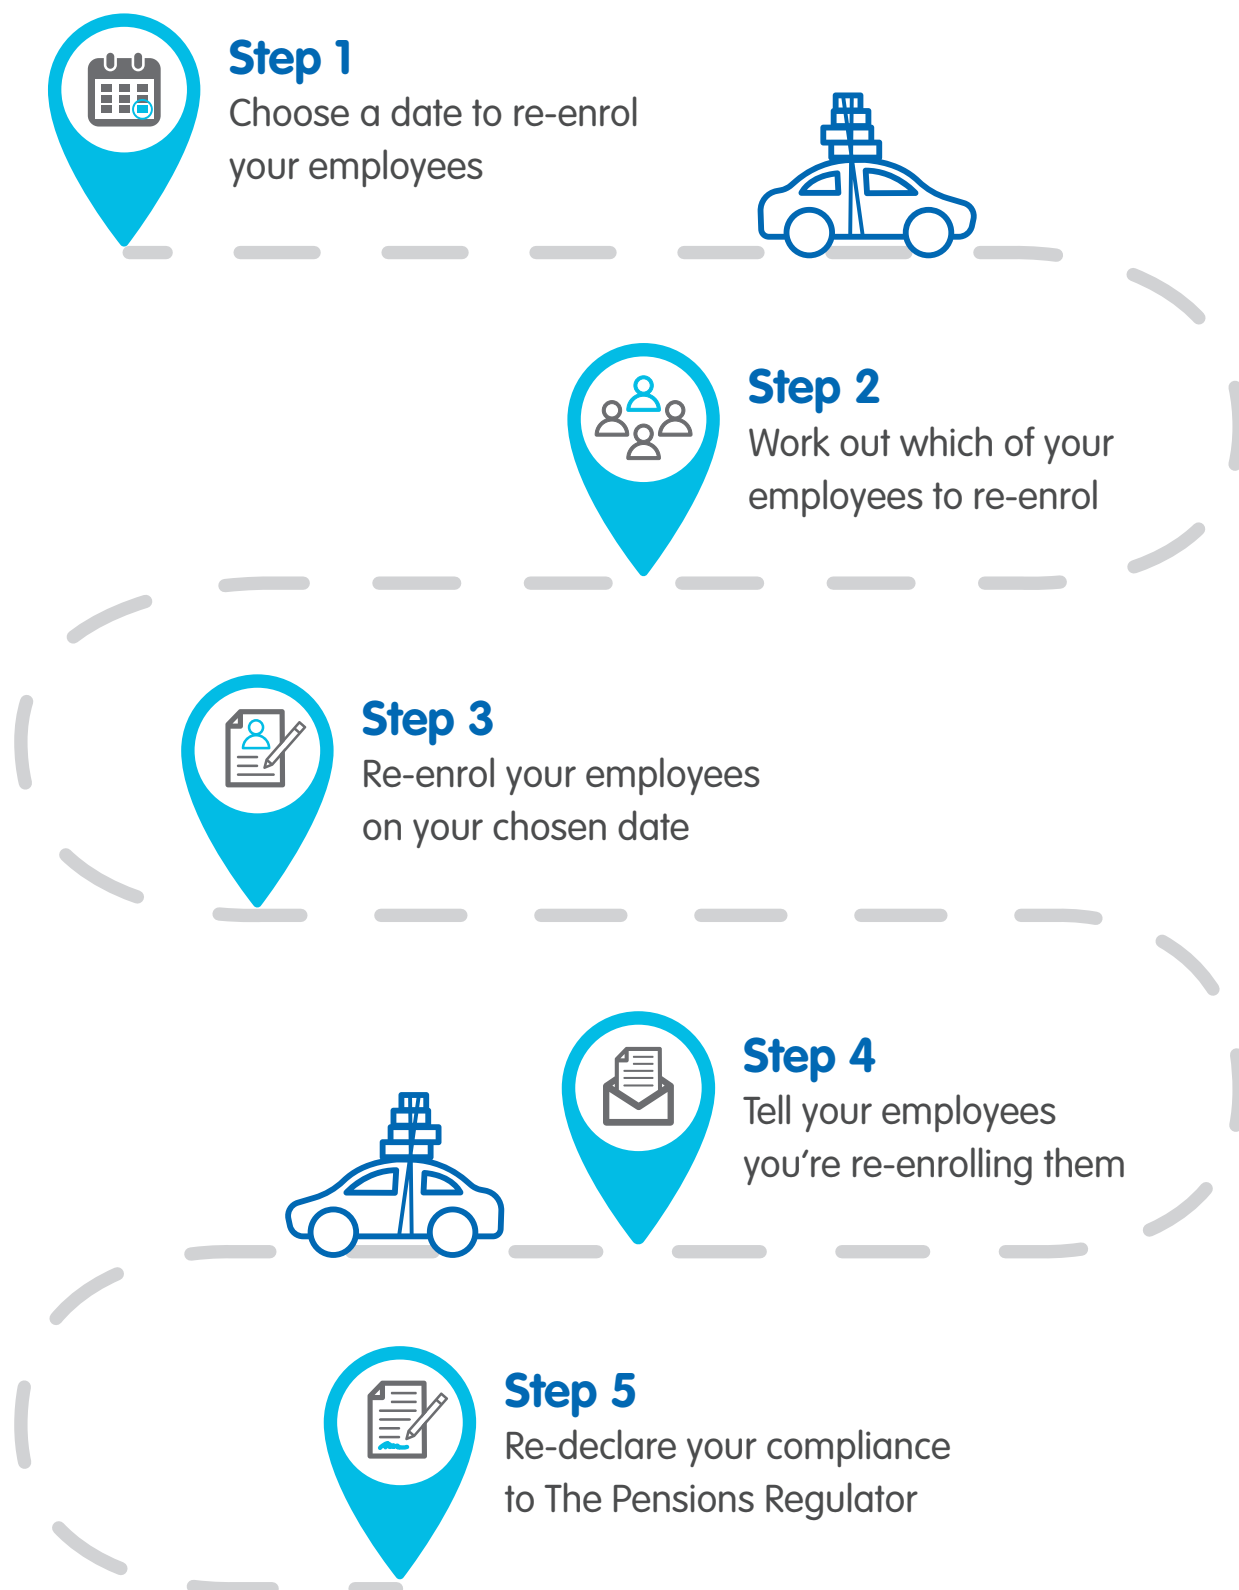 Step 1
Choose a date to re-enrol
your employees
Step 2
Work out which of your
employees to re-enrol
Step 3
Re-enrol your employees
on your chosen date
Step 4
Tell your employees
you’re re-enrolling them
Step 5
Re-declare your compliance
to The Pensions Regulator